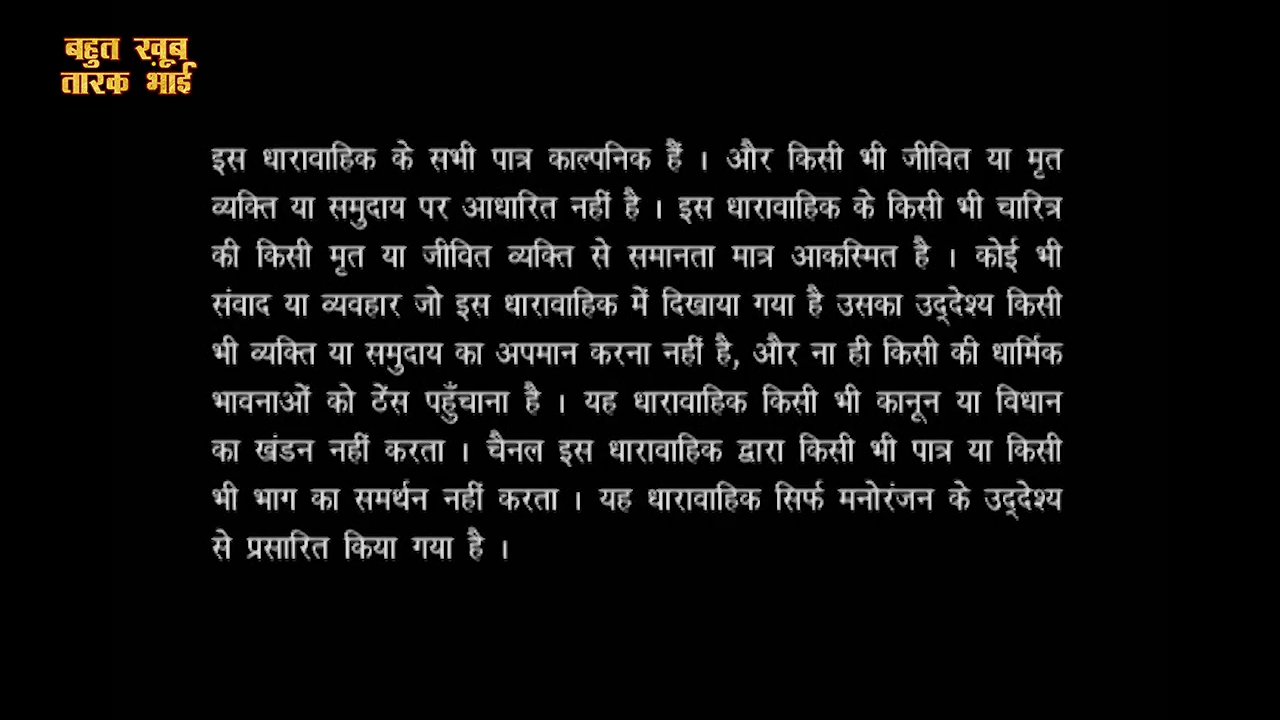 बहुत ख़ूब
तारक भाई
इस धारावाहिक के सभी पात्र काल्पनिक हैं । और किसी भी जीवित या मृत
व्यक्ति या समुदाय पर आधारित नहीं है । इस धारावाहिक के किसी भी चारित्र
की किसी मृत या जीवित व्यक्ति से समानता मात्र आकस्मित है । कोई भी
संवाद या व्यवहार जो इस धारावाहिक में दिखाया गया है उसका उद्देश्य किसी
भी व्यक्ति या समुदाय का अपमान करना नहीं है, और ना ही किसी की धार्मिक
भावनाओं को टेंस पहुँचाना है । यह धारावाहिक किसी भी कानून या विधान
का खंडन नहीं करता । चैनल इस धारावाहिक द्वारा किसी भी पात्र या किसी
भी भाग का समर्थन नहीं करता । यह धारावाहिक सिर्फ मनोरंजन के उद्देश्य
से प्रसारित किया गया है ।